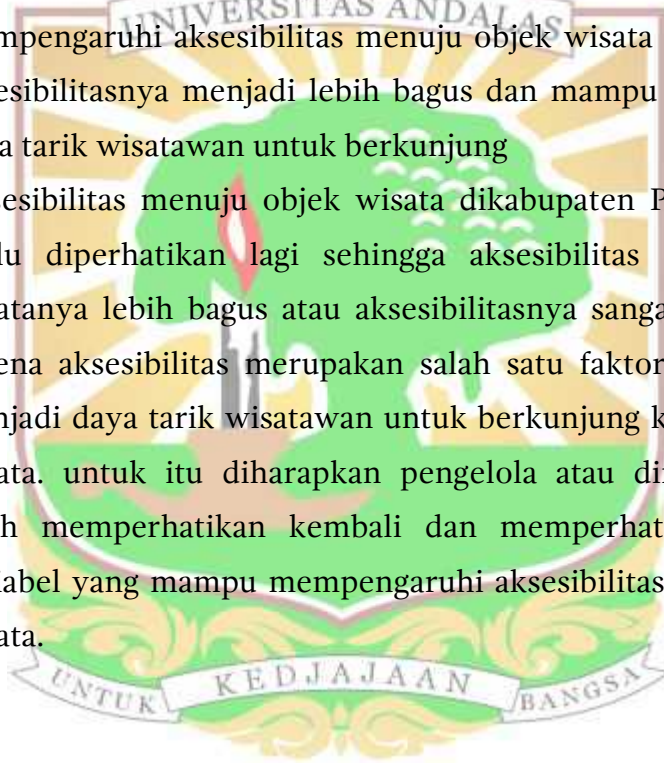 UNIVERSITAS ANDALAS
mpengaruhi aksesibilitas menuju objek wisata
esibilitasnya menjadi lebih bagus dan mampu
a tarik wisatawan untuk berkunjung
sesibilitas menuju objek wisata dikabupaten P
lu diperhatikan lagi sehingga aksesibilitas
atanya lebih bagus atau aksesibilitasnya sanga
ena aksesibilitas merupakan salah satu faktor
njadi daya tarik wisatawan untuk berkunjung k
ata. untuk itu diharapkan pengelola atau di
h memperhatikan kembali dan memperhat
iabel yang mampu mempengaruhi aksesibilitas
ata.
UNTUK KEDJAJAAN BANGSA